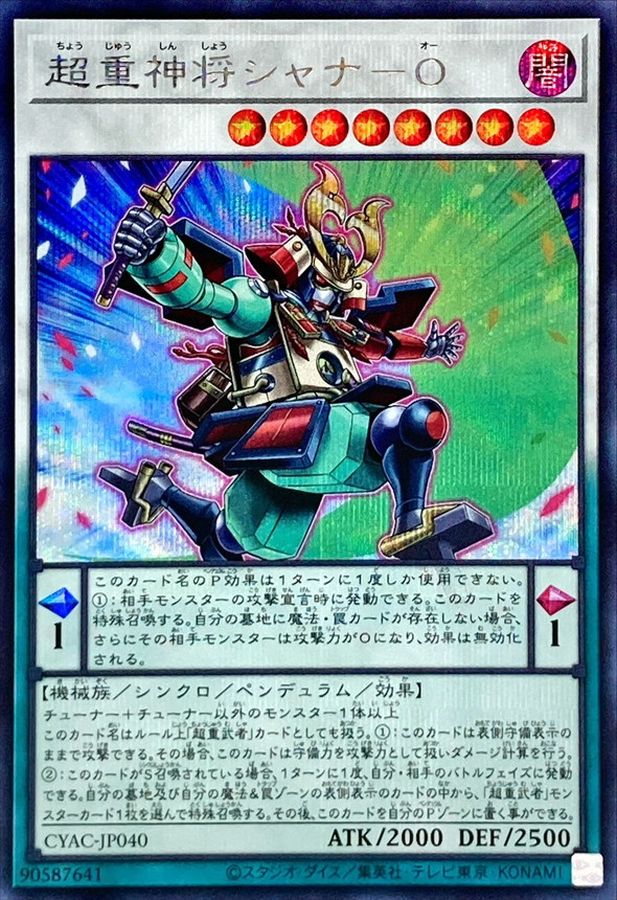 超重神将シャナ-O
闇
このカード名のP効果は1ターンに1度しか使用できない。
①:相手モンスターの攻撃宣言時に発動できる。このカードを
特殊召喚する。自分の墓地に魔法・罠カードが存在しない場合、
さらにその相手モンスターは攻撃力が0になり、効果は無効化
される。
1
1
【機械族/シンクロ/ペンデュラム/効果】
チューナー+チューナー以外のモンスター1体以上
このカード名はルール上「超重武者」カードとしても扱う。①:このカードは表側守備表示の
ままで攻撃できる。その場合、このカードは守備力を攻撃力として扱いダメージ計算を行う。
②:このカードがS召喚されている場合、1ターンに1度、自分・相手のバトルフェイズに発動
できる。自分の墓地及び自分の魔法&罠ゾーンの表側表示のカードの中から、「超重武者」モン
スターカード1枚を選んで特殊召喚する。その後、このカードを自分のPゾーンに置く事ができる。
CYAC-JP040
ATK/2000 DEF/2500
90587641
©スタジオ・ダイス/集英社・テレビ東京 KONAMI